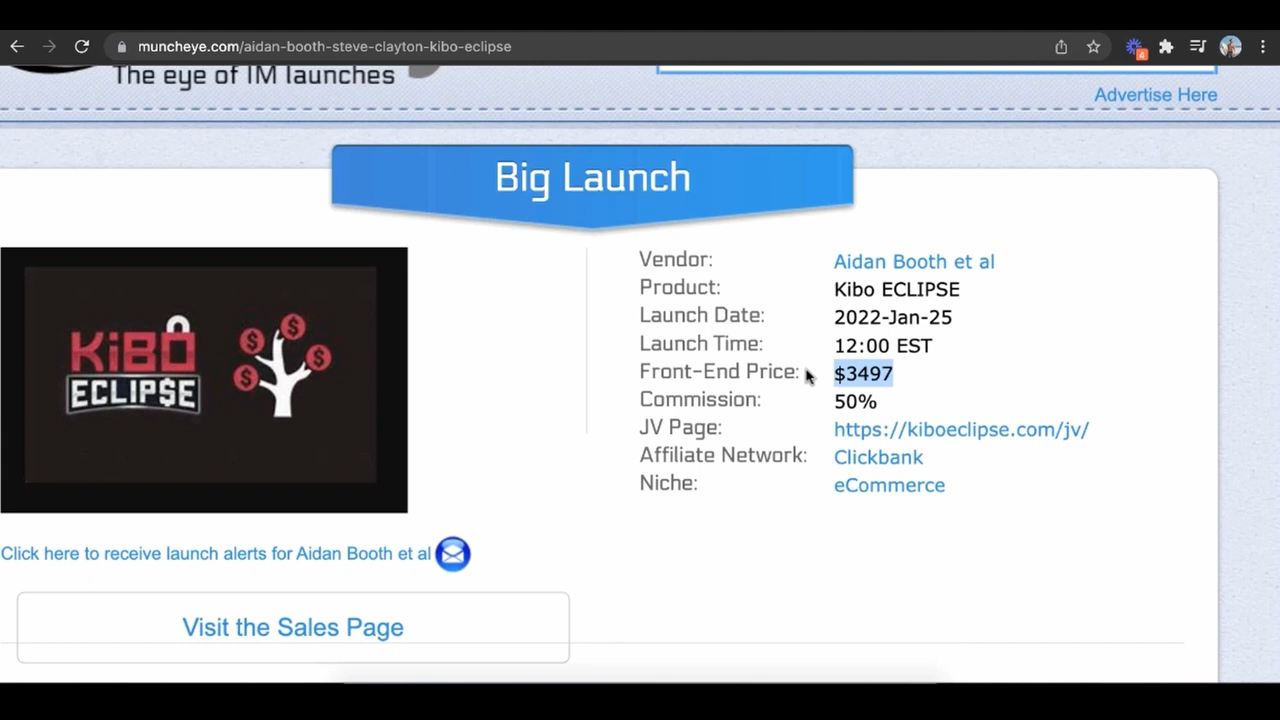 muncheye.com/aidan-booth-steve-clayton-kibo-eclipse
4
The eye of IM launches
Advertise Here
Big Launch
KiBO
ECLIP$E
$ $ $ $
Vendor: Aidan Booth et al
Product: Kibo ECLIPSE
Launch Date: 2022-Jan-25
Launch Time: 12:00 EST
Front-End Price: $3497
Commission: 50%
JV Page: https://kiboeclipse.com/jv/
Affiliate Network: Clickbank
Niche: eCommerce
Click here to receive launch alerts for Aidan Booth et al
Visit the Sales Page